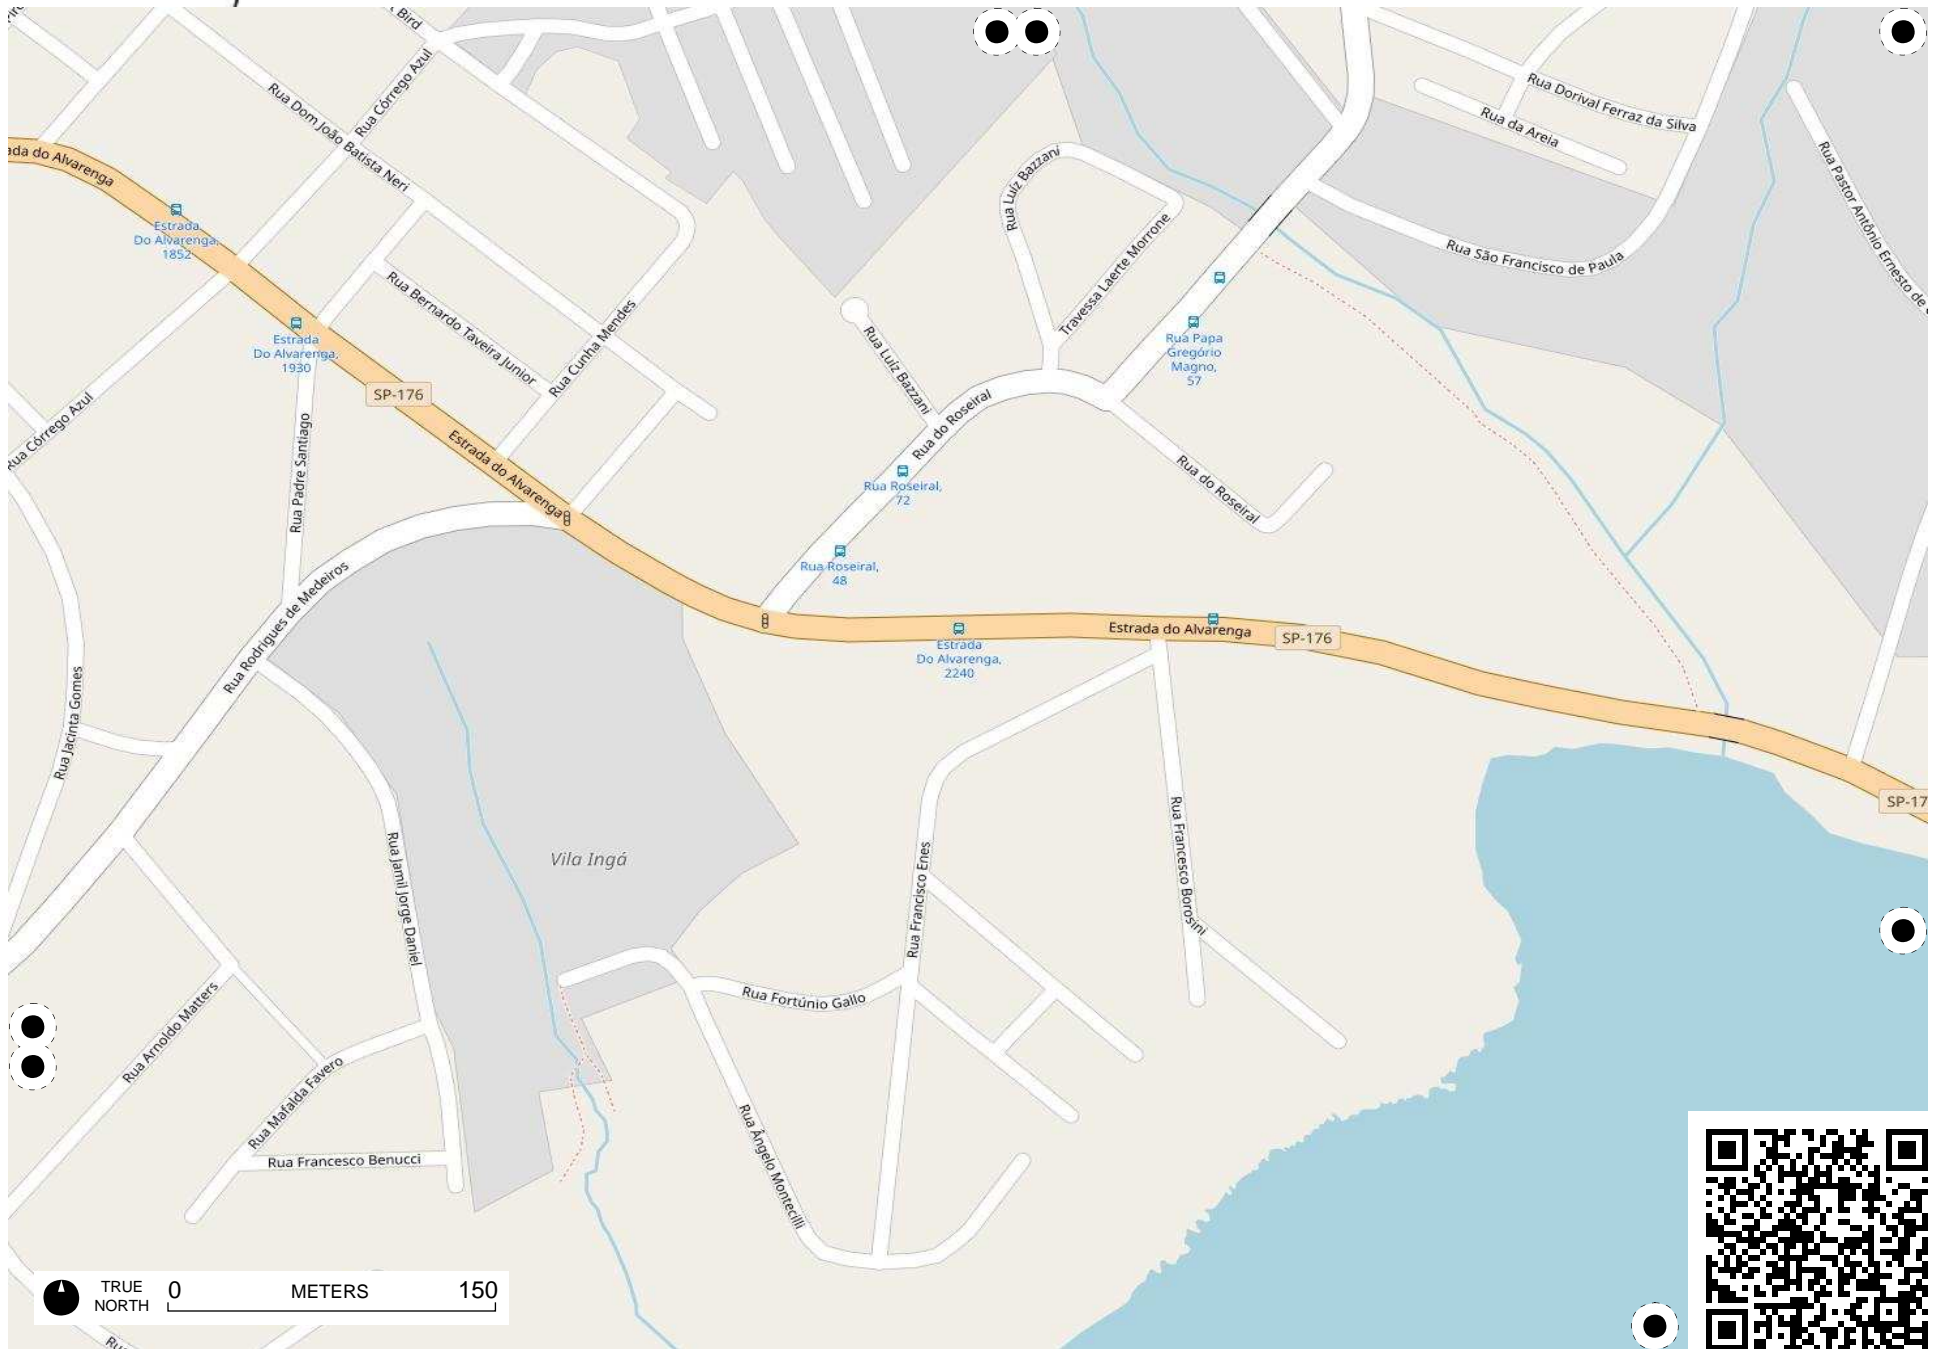 Bird
Rua Córrego Azul
Rua Dom João
Batista Neri
Rua Dorival Ferraz da Silva
Rua da Areia
ada do Alvarenga
Rua Luíz Bazzani
Rua Pastor Antônio Ernesto de
Estrada
Do Alvarenga,
1852
Travessa Laerte Morrone
Rua São Francisco de Paula
Rua Bernardo Taveira Junior
Rua Cunha Mendes
Estrada
Do Alvarenga,
1930
Rua Luíz Bazzani
Rua Papa
Gregório
Magno,
57
SP-176
Rua Córrego Azul
Rua Padre Santiago
Estrada do Alvarenga
Rua do Roseiral
Rua Roseiral,
72
Rua do Roseiral
Rua Roseiral,
48
Rua Rodrigues de Medeiros
Estrada
Do Alvarenga,
2240
Estrada do Alvarenga
SP-176
Rua Jacinta Gomes
SP-17
Vila Ingá
Rua Jamil Jorge Daniel
Rua Francisco Enes
Rua Francesco Borosini
Rua Fortúnio Gallo
Rua Arnoldo Matters
Rua Mafalda Favero
Rua Francesco Benucci
Rua Ângelo Montecilli
TRUE
NORTH
0 METERS 150